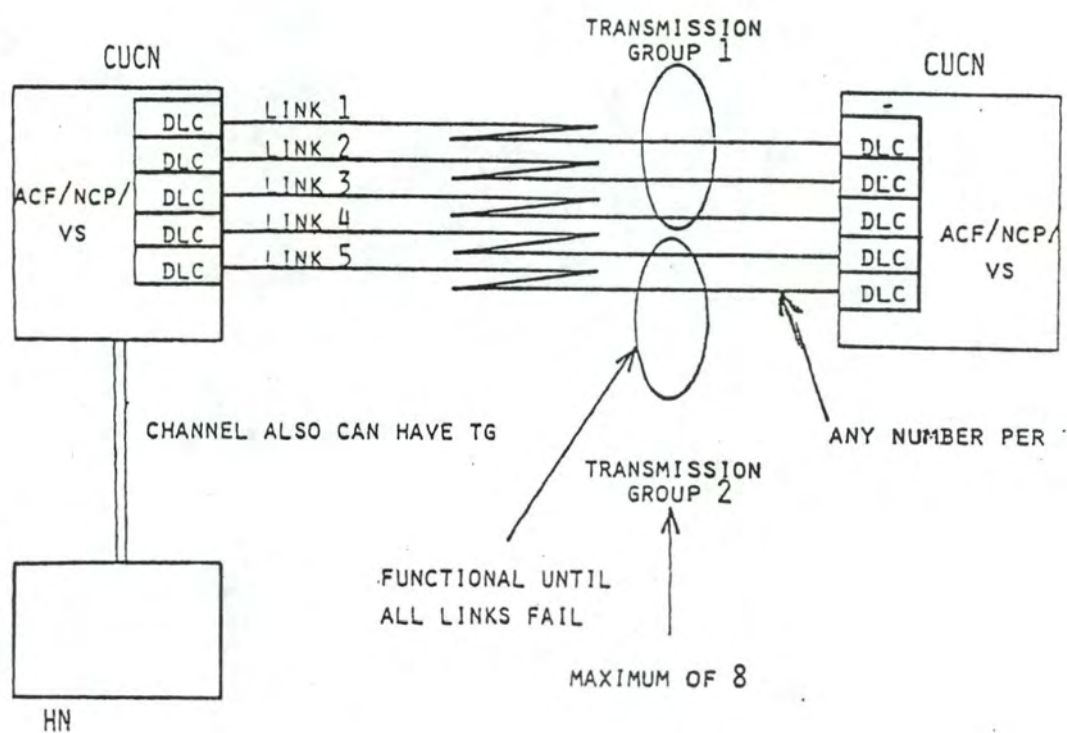 TRANSMISSION
GROUP 1
CUCN
CUCN
DLC
LINK 1
DLC
LINK 2
DLC
LINK 3
DLC
LINK 4
DLC
LINK 5
ACF/NCP/
VS
DLC
DLC
DLC
DLC
DLC
ACF/NCP/
VS
CHANNEL ALSO CAN HAVE TG
ANY NUMBER PER
TRANSMISSION
GROUP 2
FUNCTIONAL UNTIL
ALL LINKS FAIL
MAXIMUM OF 8
HN